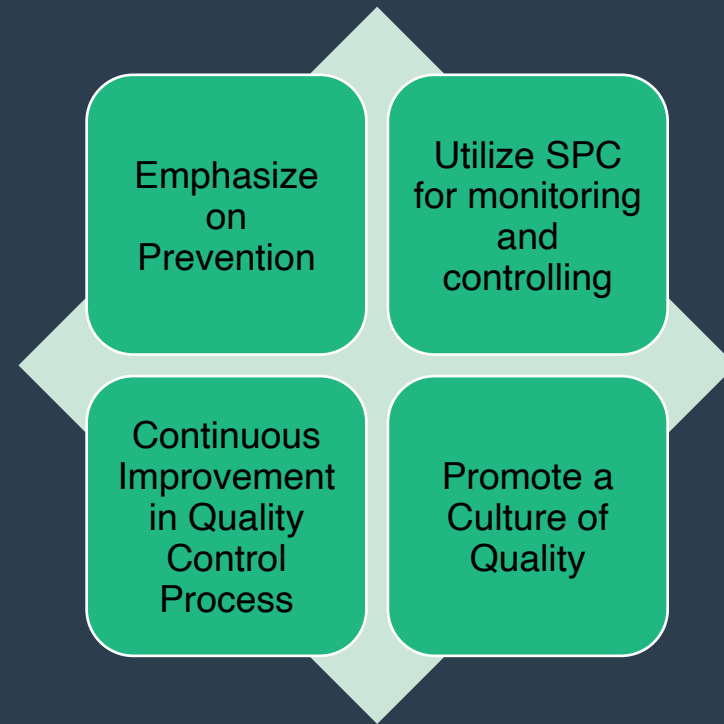 Emphasize
on
Prevention
Utilize SPC
for monitoring
and
controlling
Continuous
Improvement
in Quality
Control
Process
Promote a
Culture of
Quality